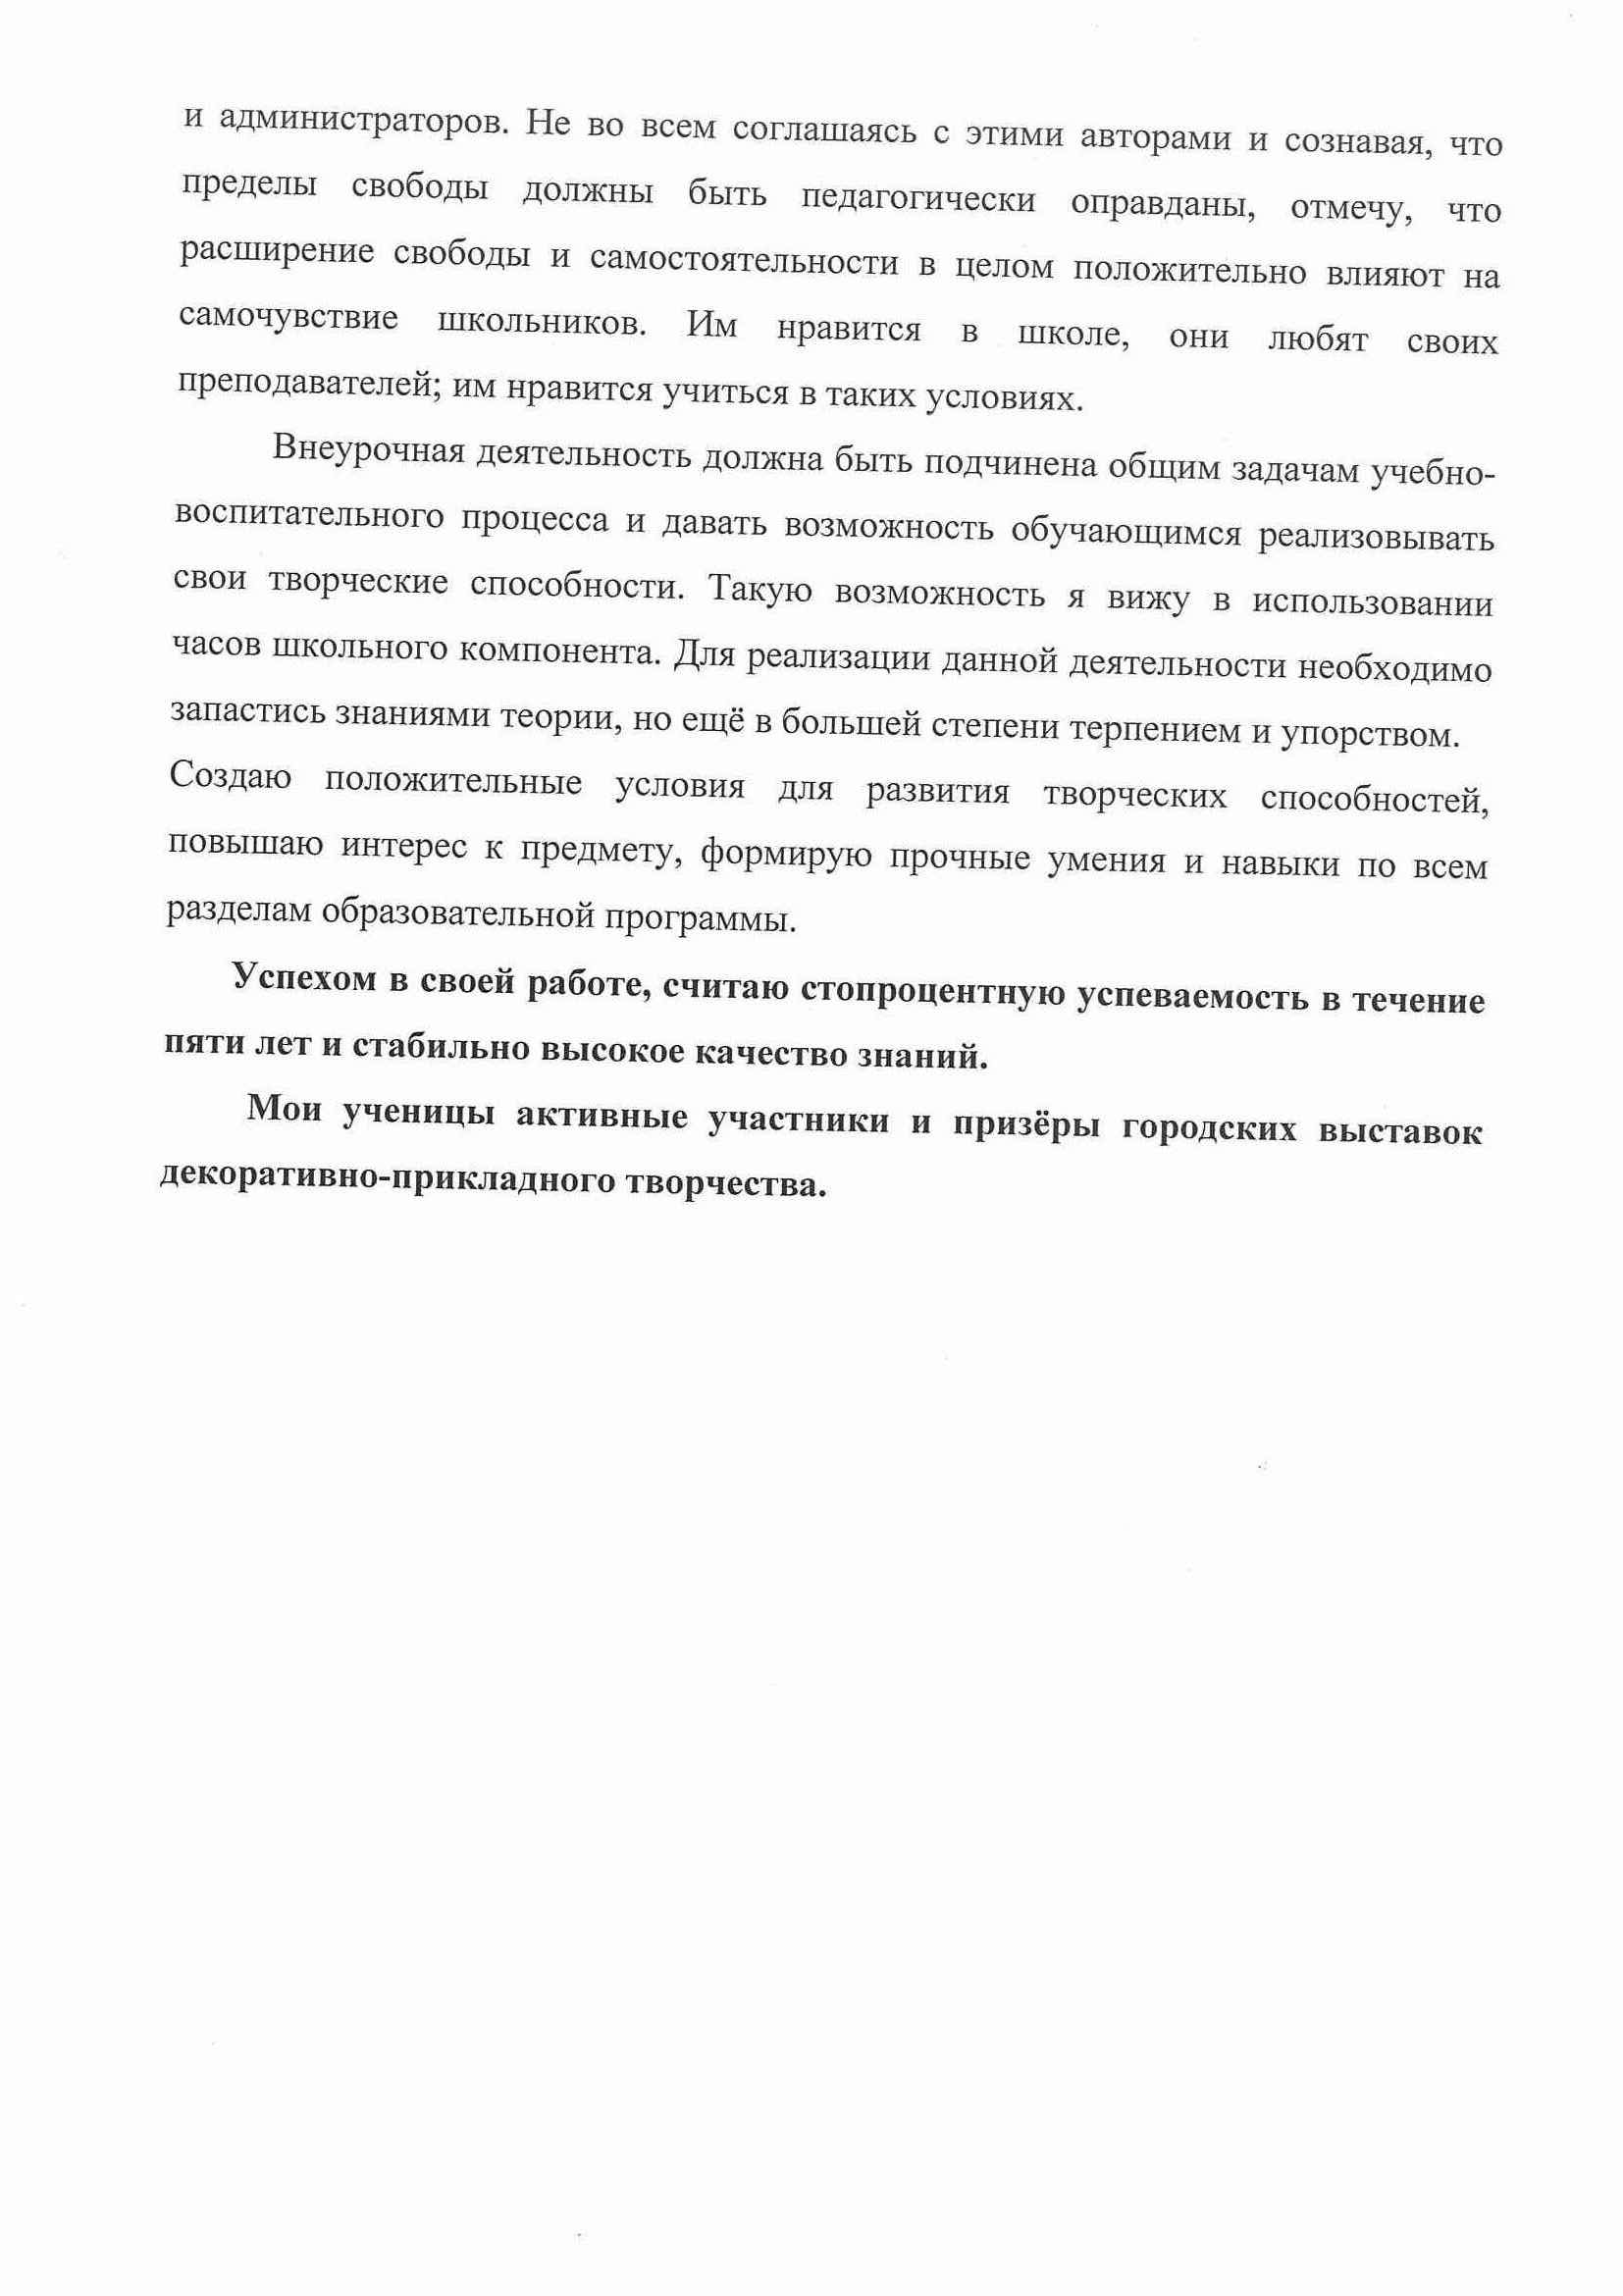 и администраторов. Не во всем соглашаясь с этими авторами и сознавая, что
пределы свободы должны быть педагогически оправданы, отмечу, что
расширение свободы и самостоятельности в целом положительно влияют на
самочувствие школьников. Им нравится в школе, они любят своих
преподавателей; им нравится учиться в таких условиях.
Внеурочная деятельность должна быть подчинена общим задачам учебно-
воспитательного процесса и давать возможность обучающимся реализовывать
свои творческие способности. Такую возможность я вижу в использовании
часов школьного компонента. Для реализации данной деятельности необходимо
запастись знаниями теории, но ещё в большей степени терпением и упорством.
Создаю положительные условия для развития творческих способностей,
повышаю интерес к предмету, формирую прочные умения и навыки по всем
разделам образовательной программы.
Успехом в своей работе, считаю стопроцентную успеваемость в течение
пяти лет и стабильно высокое качество знаний.
Мои ученицы активные участники и призёры городских выставок
декоративно-прикладного творчества.